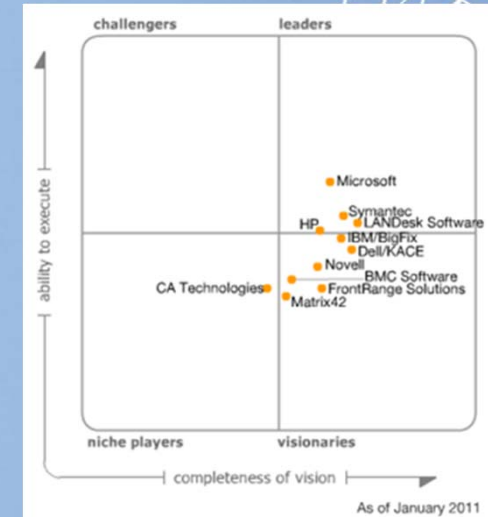 challengers
leaders
Microsoft
Symantec
LANDesk Software
HP
IBM/BigFix
Dell/KACE
Novell
BMC Software
CA Technologies
FrontRange Solutions
Matrix42
ability to execute
niche players
visionaries
completeness of vision
As of January 2011